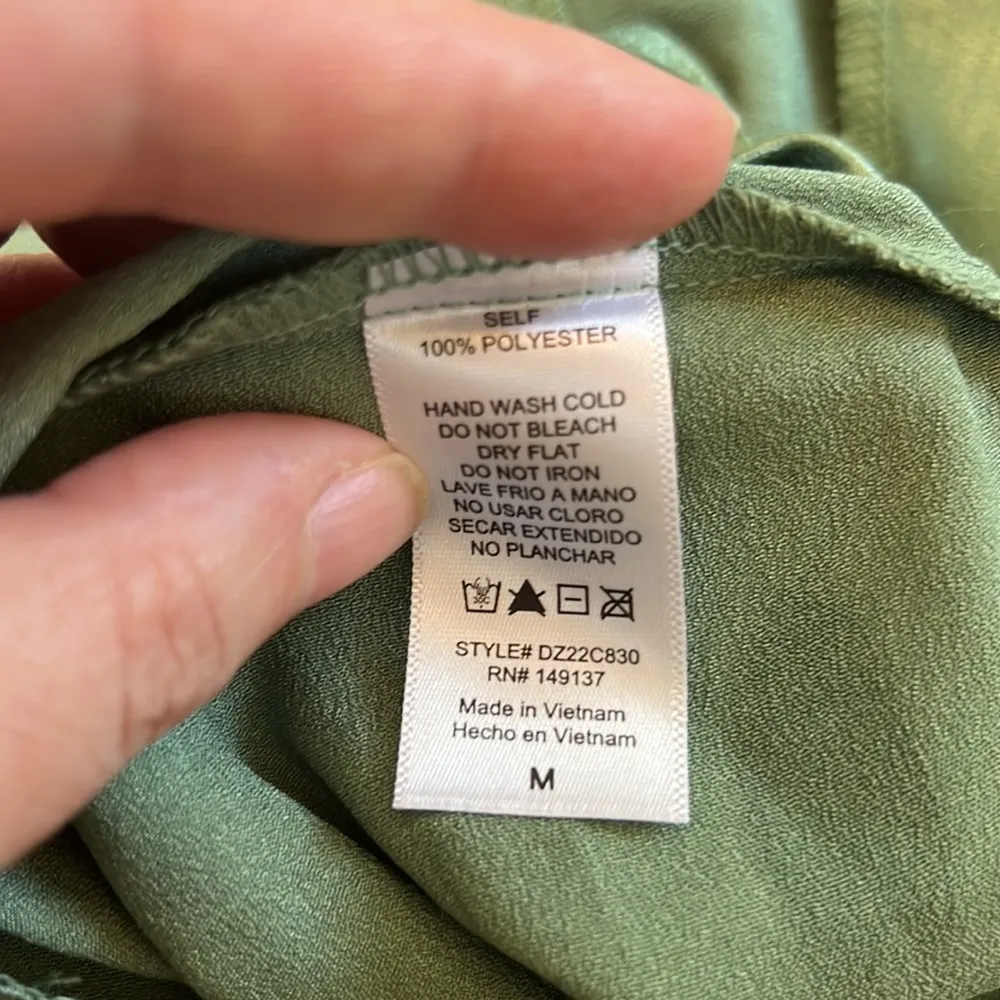 SELF
100% POLYESTER
HAND WASH COLD
DO NOT BLEACH
DRY FLAT
DO NOT IRON
LAVE FRIO A MANO
NO USAR CLORO
SECAR EXTENDIDO
NO PLANCHAR
STYLE# DZ22C830
RN# 149137
Made in Vietnam
Hecho en Vietnam
M